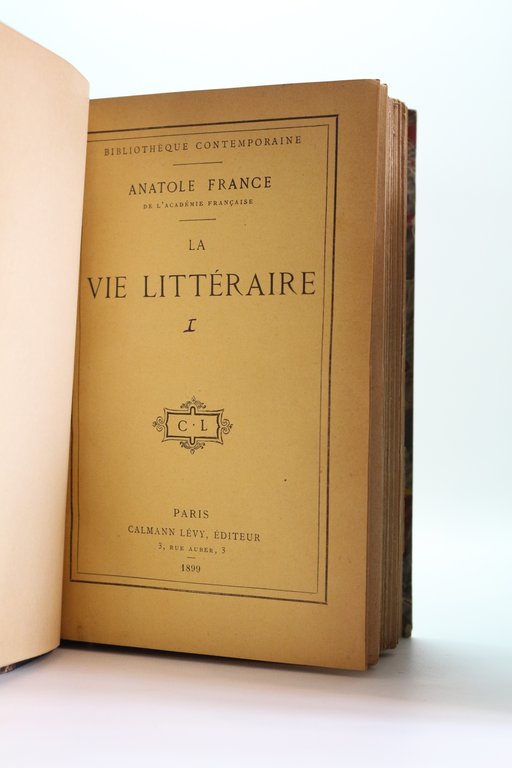 BIBLIOTHÈQUE CONTEMPORAINE
ANATOLE FRANCE
DE L'ACADÉMIE FRANÇAISE
LA
VIE LITTÉRAIRE
I
C · L
PARIS
CALMANN LÉVY, ÉDITEUR
3, RUE AUBER, 3
1899